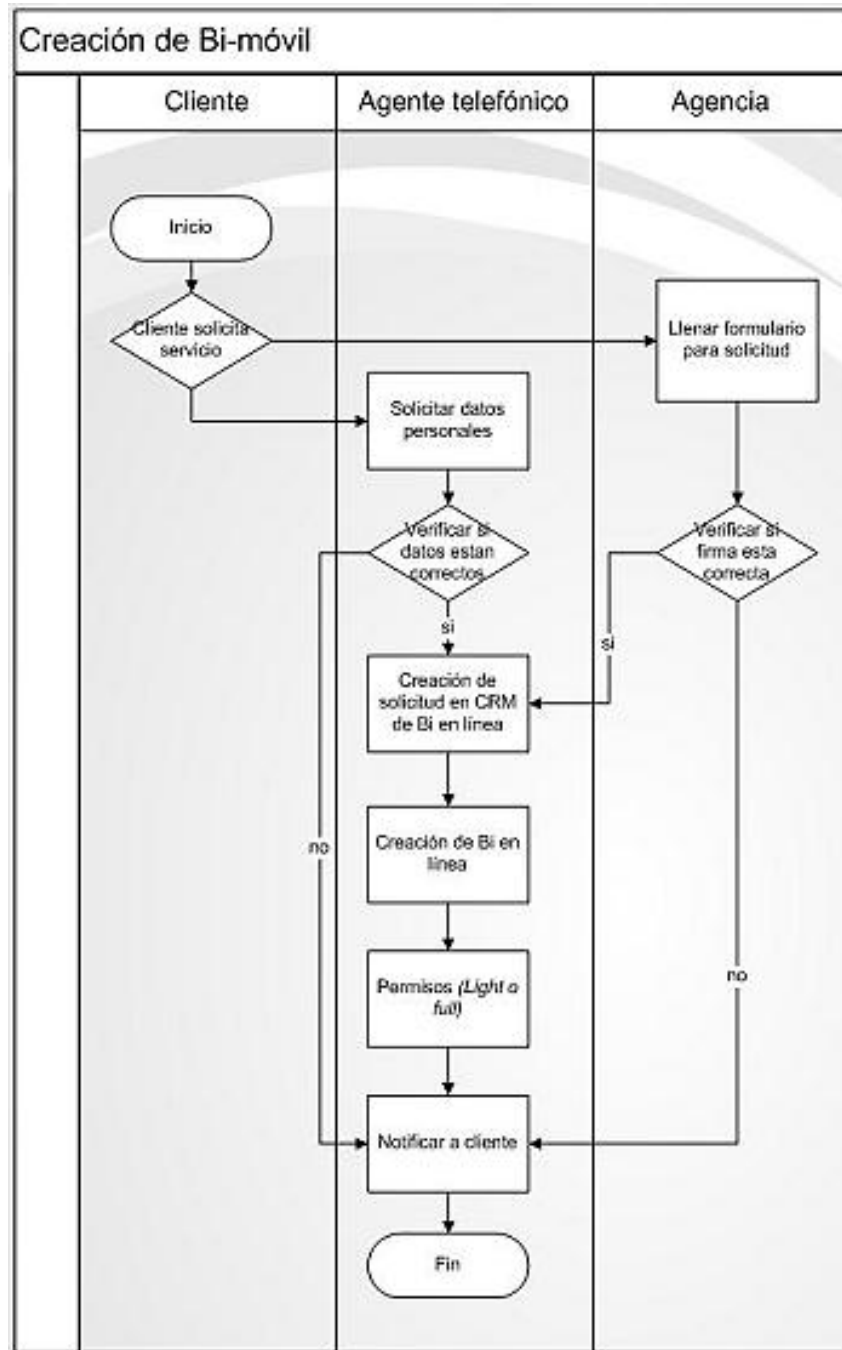 Creación de Bi-móvil
Cliente
Agente telefónico
Agencia
Inicio
Cliente solicita
servicio
Llenar formulario
para solicitud
Solicitar datos
personales
Verificar si
datos estan
correctos
Verificar si
firma esta
correcta
si
si
Creación de
solicitud en CRM
de Bi en línea
Creación de Bi en
línea
no
Permisos (Light o
full)
no
Notificar a cliente
Fin